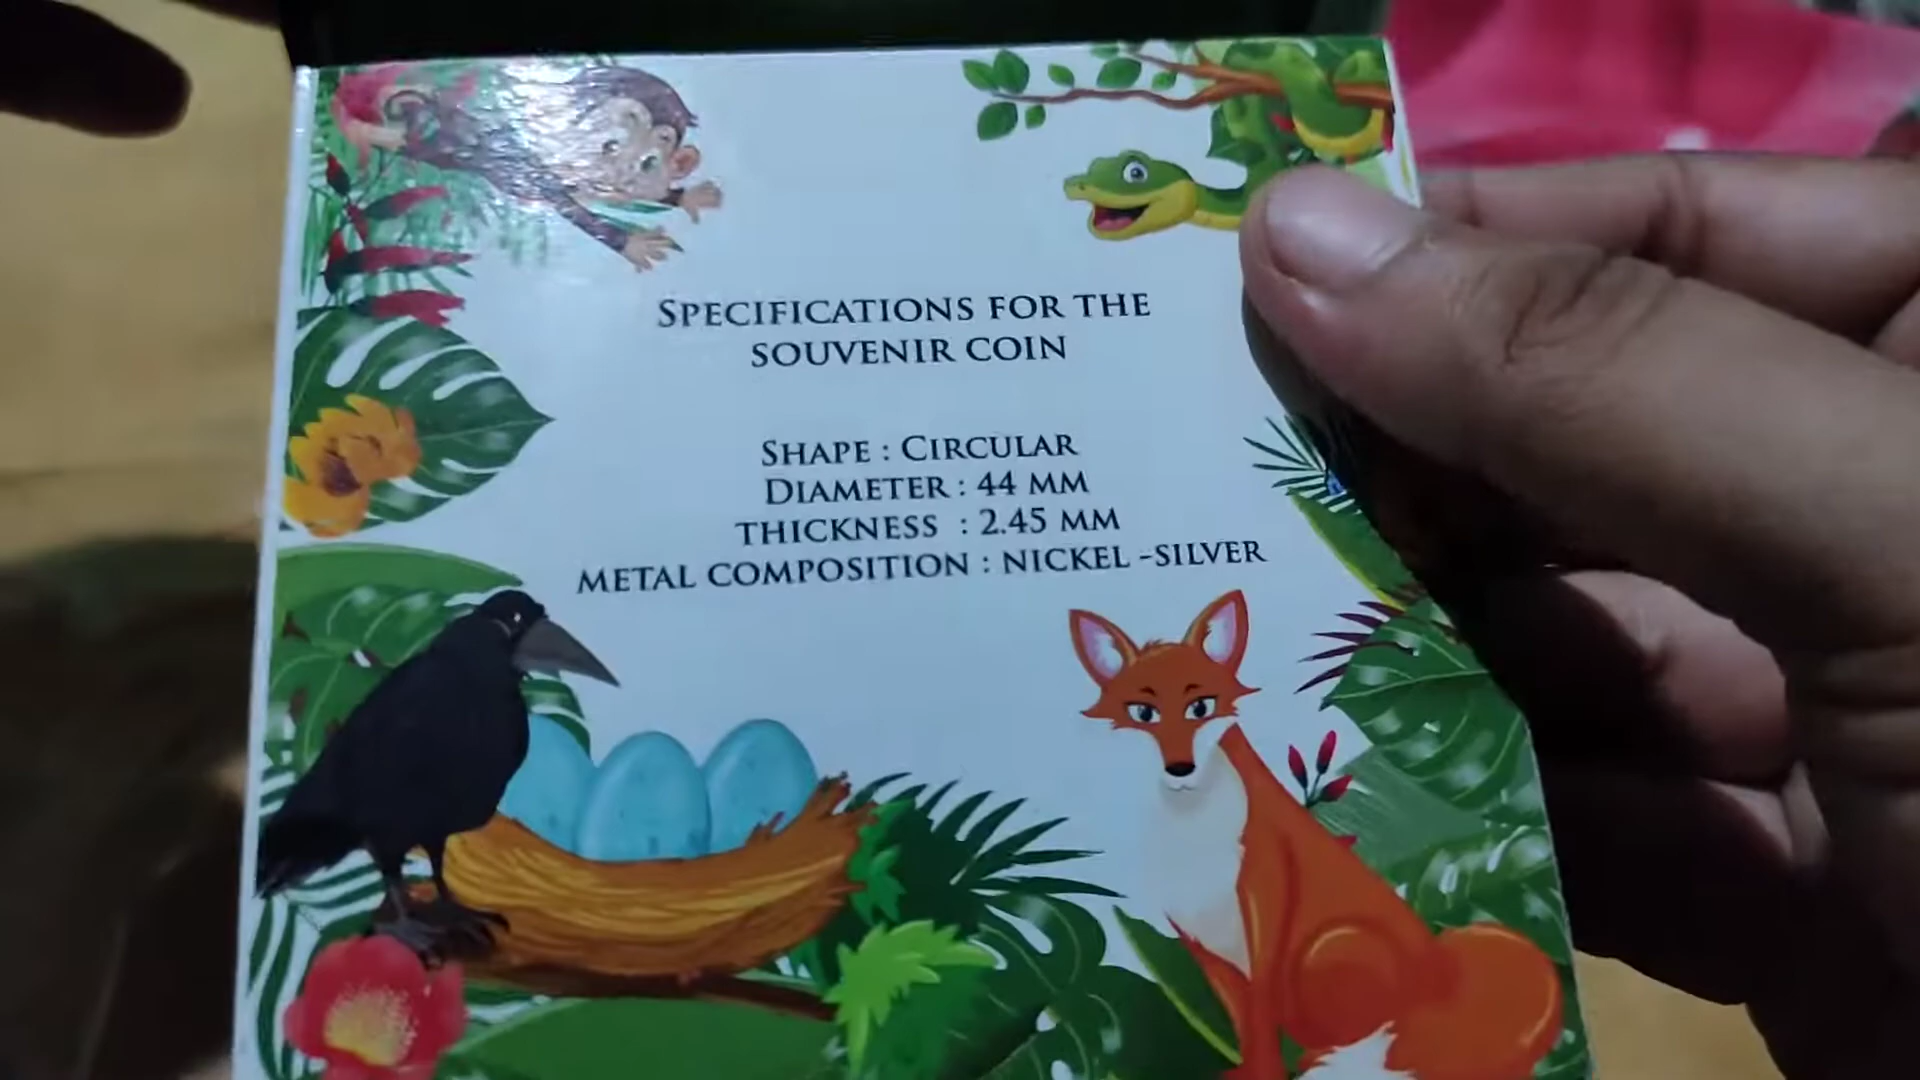 Specifications for the
souvenir coin
Shape : Circular
Diameter : 44 mm
thickness : 2.45 mm
metal composition : nickel -silver